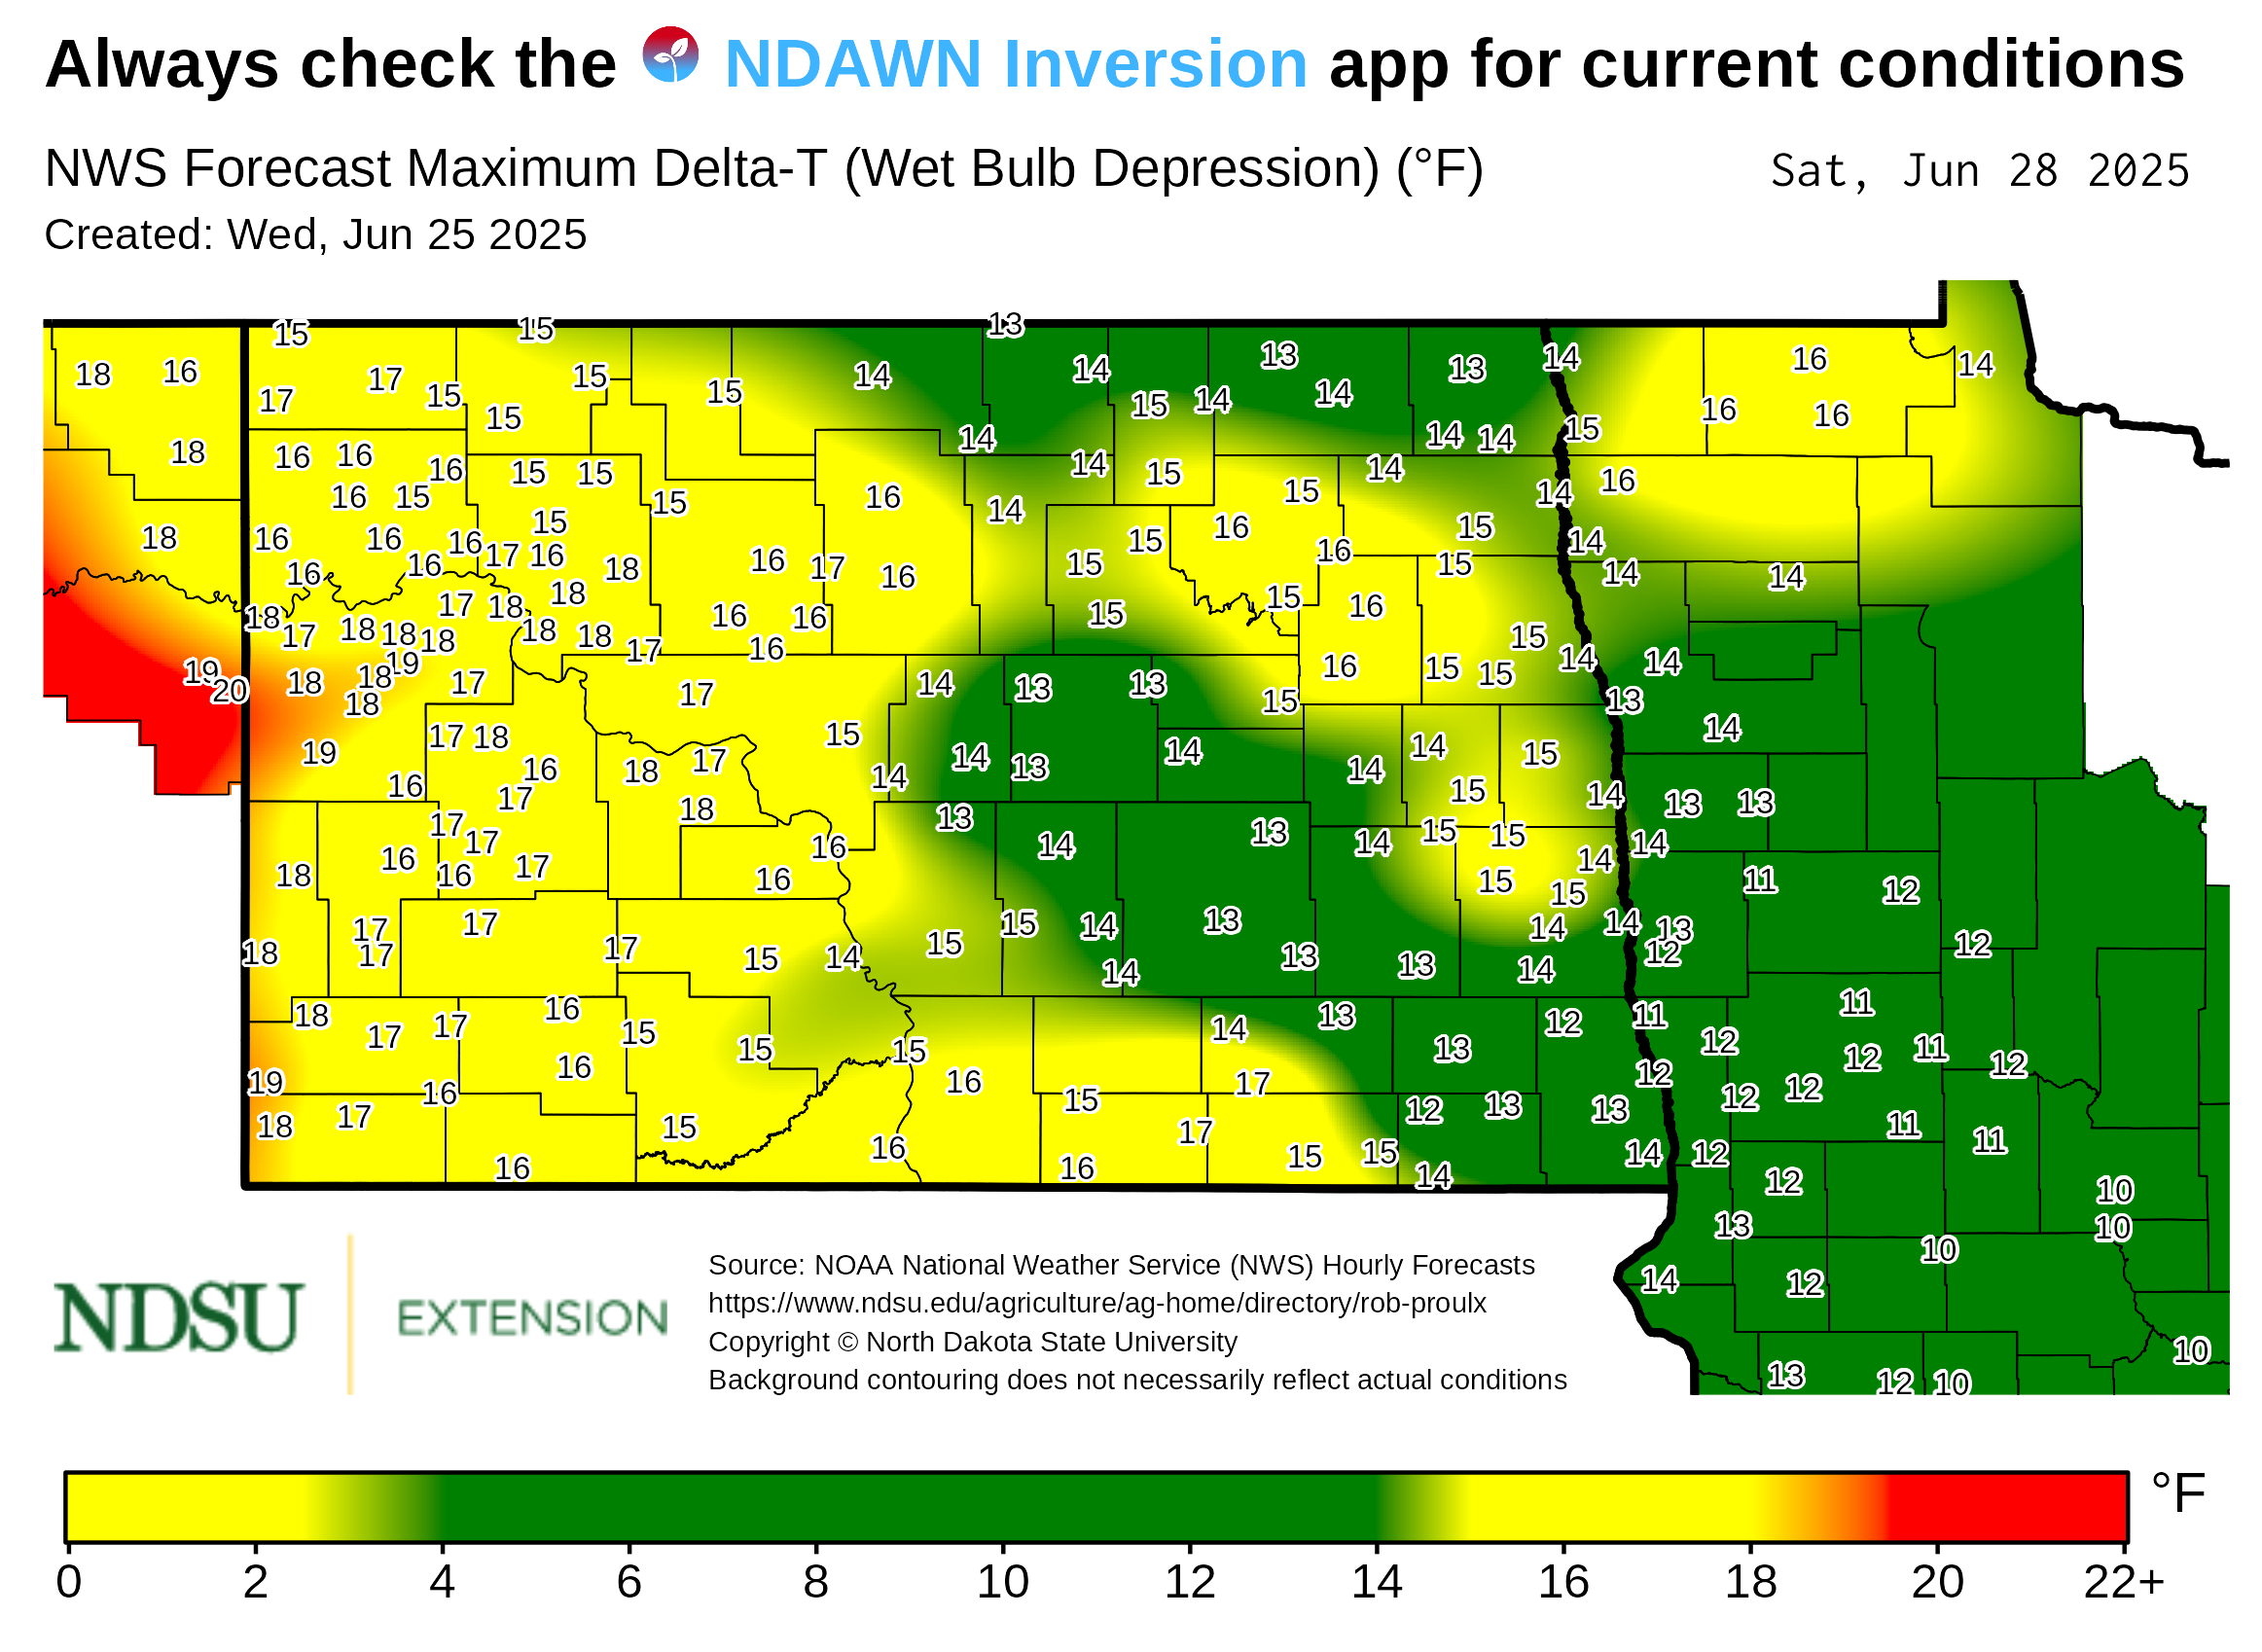 Always check the NDAWN Inversion app for current conditions
NWS Forecast Maximum Delta-T (Wet Bulb Depression) (°F)
Sat, Jun 28 2025
Created: Wed, Jun 25 2025
15 15 13
18 16 17 17 15 15 15 15 14 14 13 14 13 14 16 14
15 14 14 16 16
18 16 16 16 15 15 14 14 15 14 14 14 15
16 15 15 16 14 15 14 16
18 16 16 16 15 17 16 15 16 15 14
16 16 18 16 17 16 15 16 15 14 14
18 17 18 18 16 16 15 15 16
17 18 18 18 18 18 17 16 15 14
19 20 18 18 19 17 17 14 13 13 16 15 15 14
18 15 13
19 17 18 15 14 15 14
16 16 18 17 14 14 13 14 14
17 18 15 14 13 13
17 17 16 13 14 13 14 15 15 14
18 16 16 17 16 15 14 11 12
17 17 15 14 13 15
18 17 17 15 14 15 14 14 13 12 12
14 13 13 14
18 17 17 16 15 14 13 12 11 11
15 15 13 12 12 11 12
19 16 16 16 17 12 12 12
18 17 15 15 12 13 13 11
16 17 14 12 11
16 16 15 15 14 12
10
13 10
14 12 10
10
13 12 10
NDSU EXTENSION
Source: NOAA National Weather Service (NWS) Hourly Forecasts
https://www.ndsu.edu/agriculture/ag-home/directory/rob-proulx
Copyright © North Dakota State University
Background contouring does not necessarily reflect actual conditions
°F
0 2 4 6 8 10 12 14 16 18 20 22+